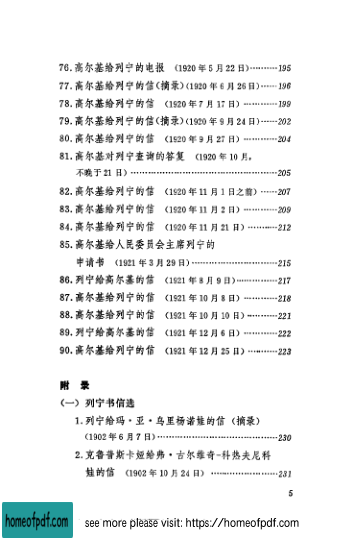 76. 高尔基给列宁的电报 （1920 年 5 月 22 日）………195
77. 高尔基给列宁的信（摘录）（1920 年 6 月 26 日）……196
78. 高尔基给列宁的信 （1920 年 7 月 17 日）…………199
79. 高尔基给列宁的信（摘录）（1920 年 9 月 24 日）……202
80. 高尔基给列宁的信 （1920 年 9 月 27 日）…………204
81. 高尔基对列宁查询的答复 （1920 年 10 月，
不晚于 21 日）………………………………………205
82. 高尔基给列宁的信 （1920 年 11 月 1 日之前）……207
83. 高尔基给列宁的信 （1920 年 11 月 2 日）…………209
84. 高尔基给列宁的信 （1920 年 11 月 21 日）………212
85. 高尔基给人民委员会主席列宁的
申请书 （1921 年 3 月 29 日）……………………215
86. 列宁给高尔基的信 （1921 年 8 月 9 日）…………217
87. 高尔基给列宁的信 （1921 年 10 月 8 日）…………218
88. 高尔基给列宁的信 （1921 年 10 月 10 日）………221
89. 列宁给高尔基的信 （1921 年 12 月 6 日）…………222
90. 高尔基给列宁的信 （1921 年 12 月 25 日）………223
附 录
（一） 列宁书信选
1. 列宁给玛·亚·乌里杨诺娃的信 （摘录）
（1902 年 6 月 7 日）………………………………230
2. 克鲁普斯卡娅给弗·古尔维奇-科热夫尼科
娃的信 （1902 年 10 月 24 日）…………………231
5
homeofpdf.com
see more please visit: https://homeofpdf.com